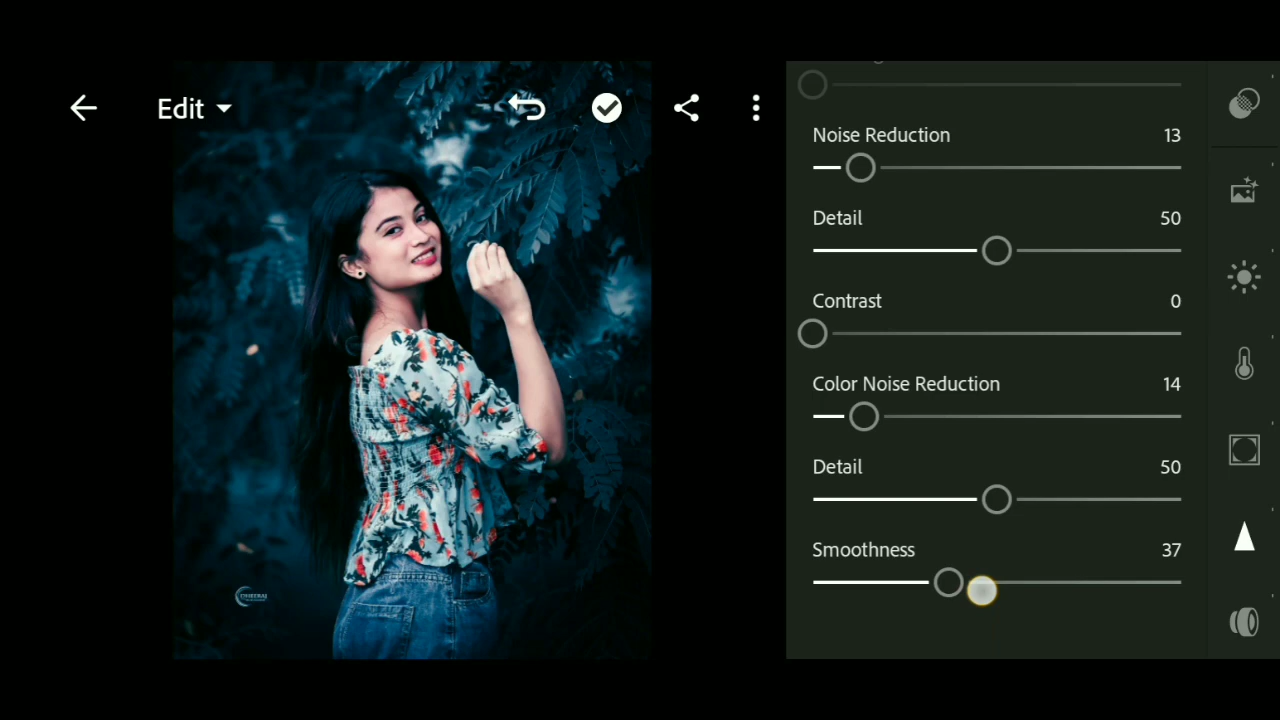 Edit
Noise Reduction 13
Detail 50
Contrast 0
Color Noise Reduction 14
Detail 50
Smoothness 37